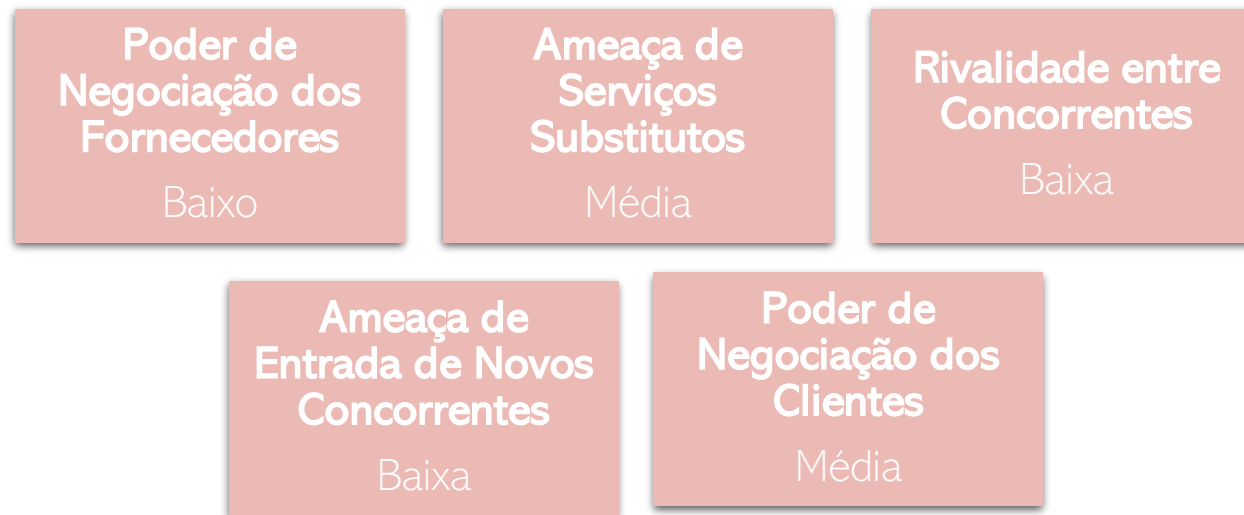 Poder de
Negociação dos
Fornecedores
Baixo
Ameaça de
Serviços
Substitutos
Média
Rivalidade entre
Concorrentes
Baixa
Ameaça de
Entrada de Novos
Concorrentes
Baixa
Poder de
Negociação dos
Clientes
Média